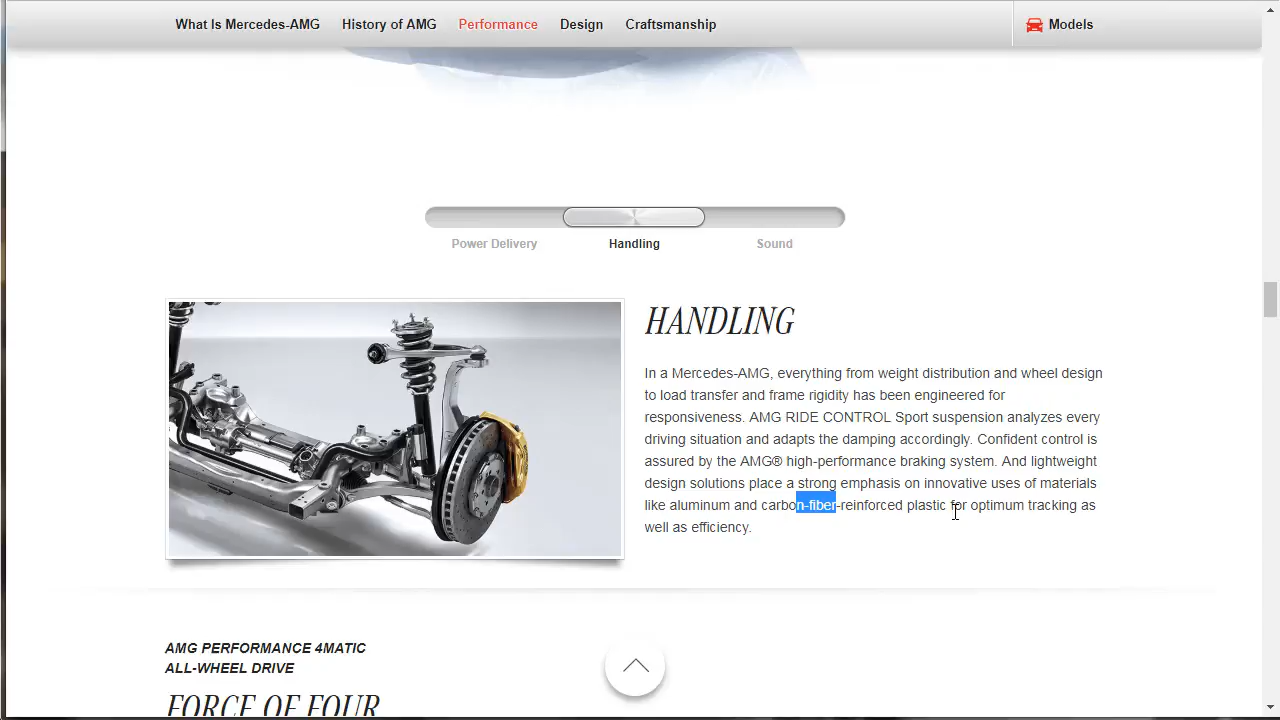 What Is Mercedes-AMG History of AMG Performance Design Craftsmanship Models
Power Delivery Handling Sound
HANDLING
In a Mercedes-AMG, everything from weight distribution and wheel design
to load transfer and frame rigidity has been engineered for
responsiveness. AMG RIDE CONTROL Sport suspension analyzes every
driving situation and adapts the damping accordingly. Confident control is
assured by the AMG® high-performance braking system. And lightweight
design solutions place a strong emphasis on innovative uses of materials
like aluminum and carbon-fiber-reinforced plastic for optimum tracking as
well as efficiency.
AMG PERFORMANCE 4MATIC
ALL-WHEEL DRIVE
FORCE OF FOUR